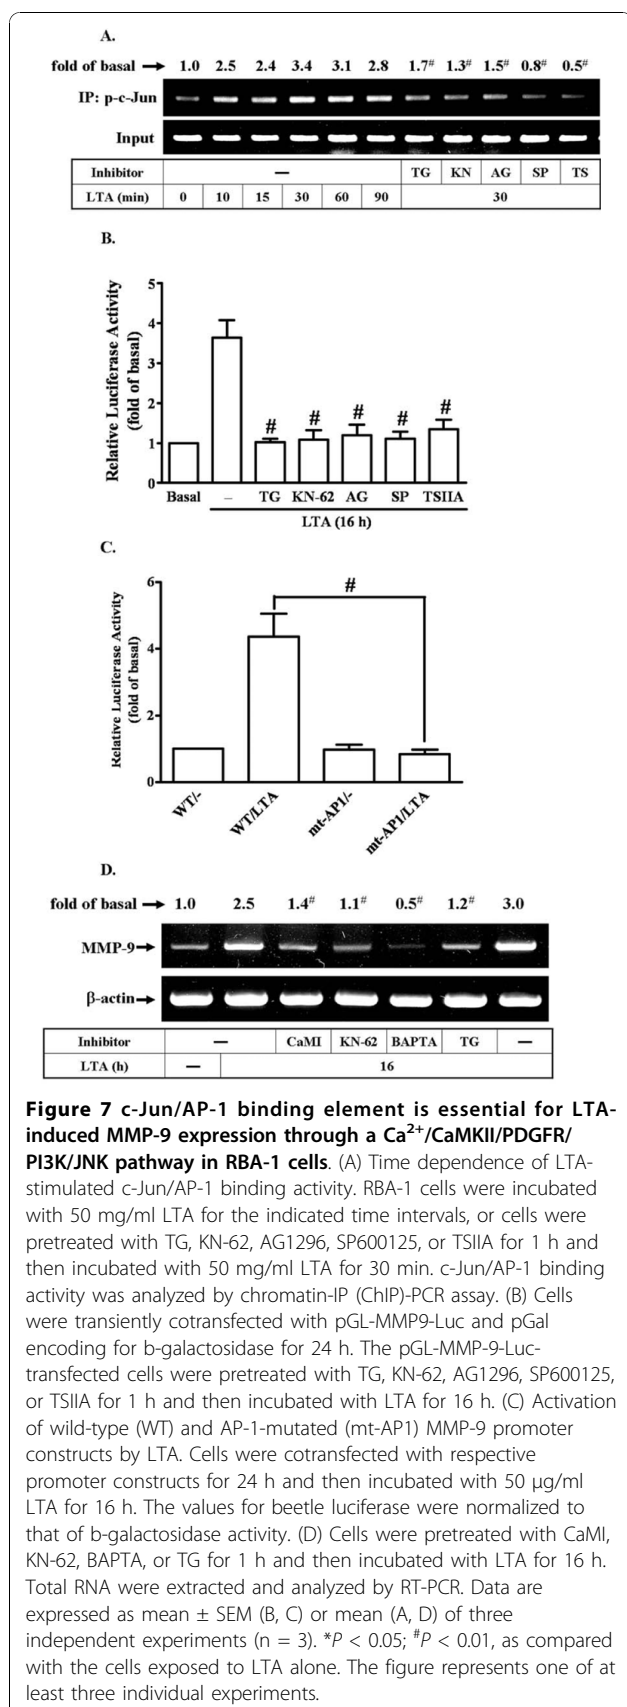 A.
fold of basal → 1.0 2.5 2.4 3.4 3.1 2.8 1.7# 1.3# 1.5# 0.8# 0.5#
IP: p-c-Jun
Input
Inhibitor — TG KN AG SP TS
LTA (min) 0 10 15 30 60 90 30
B.
Relative Luciferase Activity
(fold of basal)
5
4
3
2
1
0
# # # # #
Basal – TG KN-62 AG SP TSIIA
LTA (16 h)
C.
Relative Luciferase Activity
(fold of basal)
6
4
2
0
#
WT/- WT/LTA mt-AP1/- mt-AP1/LTA
D.
fold of basal → 1.0 2.5 1.4# 1.1# 0.5# 1.2# 3.0
MMP-9→
β-actin→
Inhibitor — CaMI KN-62 BAPTA TG —
LTA (h) — 16
Figure 7 c-Jun/AP-1 binding element is essential for LTA-
induced MMP-9 expression through a Ca2+/CaMKII/PDGFR/
PI3K/JNK pathway in RBA-1 cells. (A) Time dependence of LTA-
stimulated c-Jun/AP-1 binding activity. RBA-1 cells were incubated
with 50 mg/ml LTA for the indicated time intervals, or cells were
pretreated with TG, KN-62, AG1296, SP600125, or TSIIA for 1 h and
then incubated with 50 mg/ml LTA for 30 min. c-Jun/AP-1 binding
activity was analyzed by chromatin-IP (ChIP)-PCR assay. (B) Cells
were transiently cotransfected with pGL-MMP9-Luc and pGal
encoding for b-galactosidase for 24 h. The pGL-MMP-9-Luc-
transfected cells were pretreated with TG, KN-62, AG1296, SP600125,
or TSIIA for 1 h and then incubated with LTA for 16 h. (C) Activation
of wild-type (WT) and AP-1-mutated (mt-AP1) MMP-9 promoter
constructs by LTA. Cells were cotransfected with respective
promoter constructs for 24 h and then incubated with 50 μg/ml
LTA for 16 h. The values for beetle luciferase were normalized to
that of b-galactosidase activity. (D) Cells were pretreated with CaMI,
KN-62, BAPTA, or TG for 1 h and then incubated with LTA for 16 h.
Total RNA were extracted and analyzed by RT-PCR. Data are
expressed as mean ± SEM (B, C) or mean (A, D) of three
independent experiments (n = 3). *P < 0.05; #P < 0.01, as compared
with the cells exposed to LTA alone. The figure represents one of at
least three individual experiments.